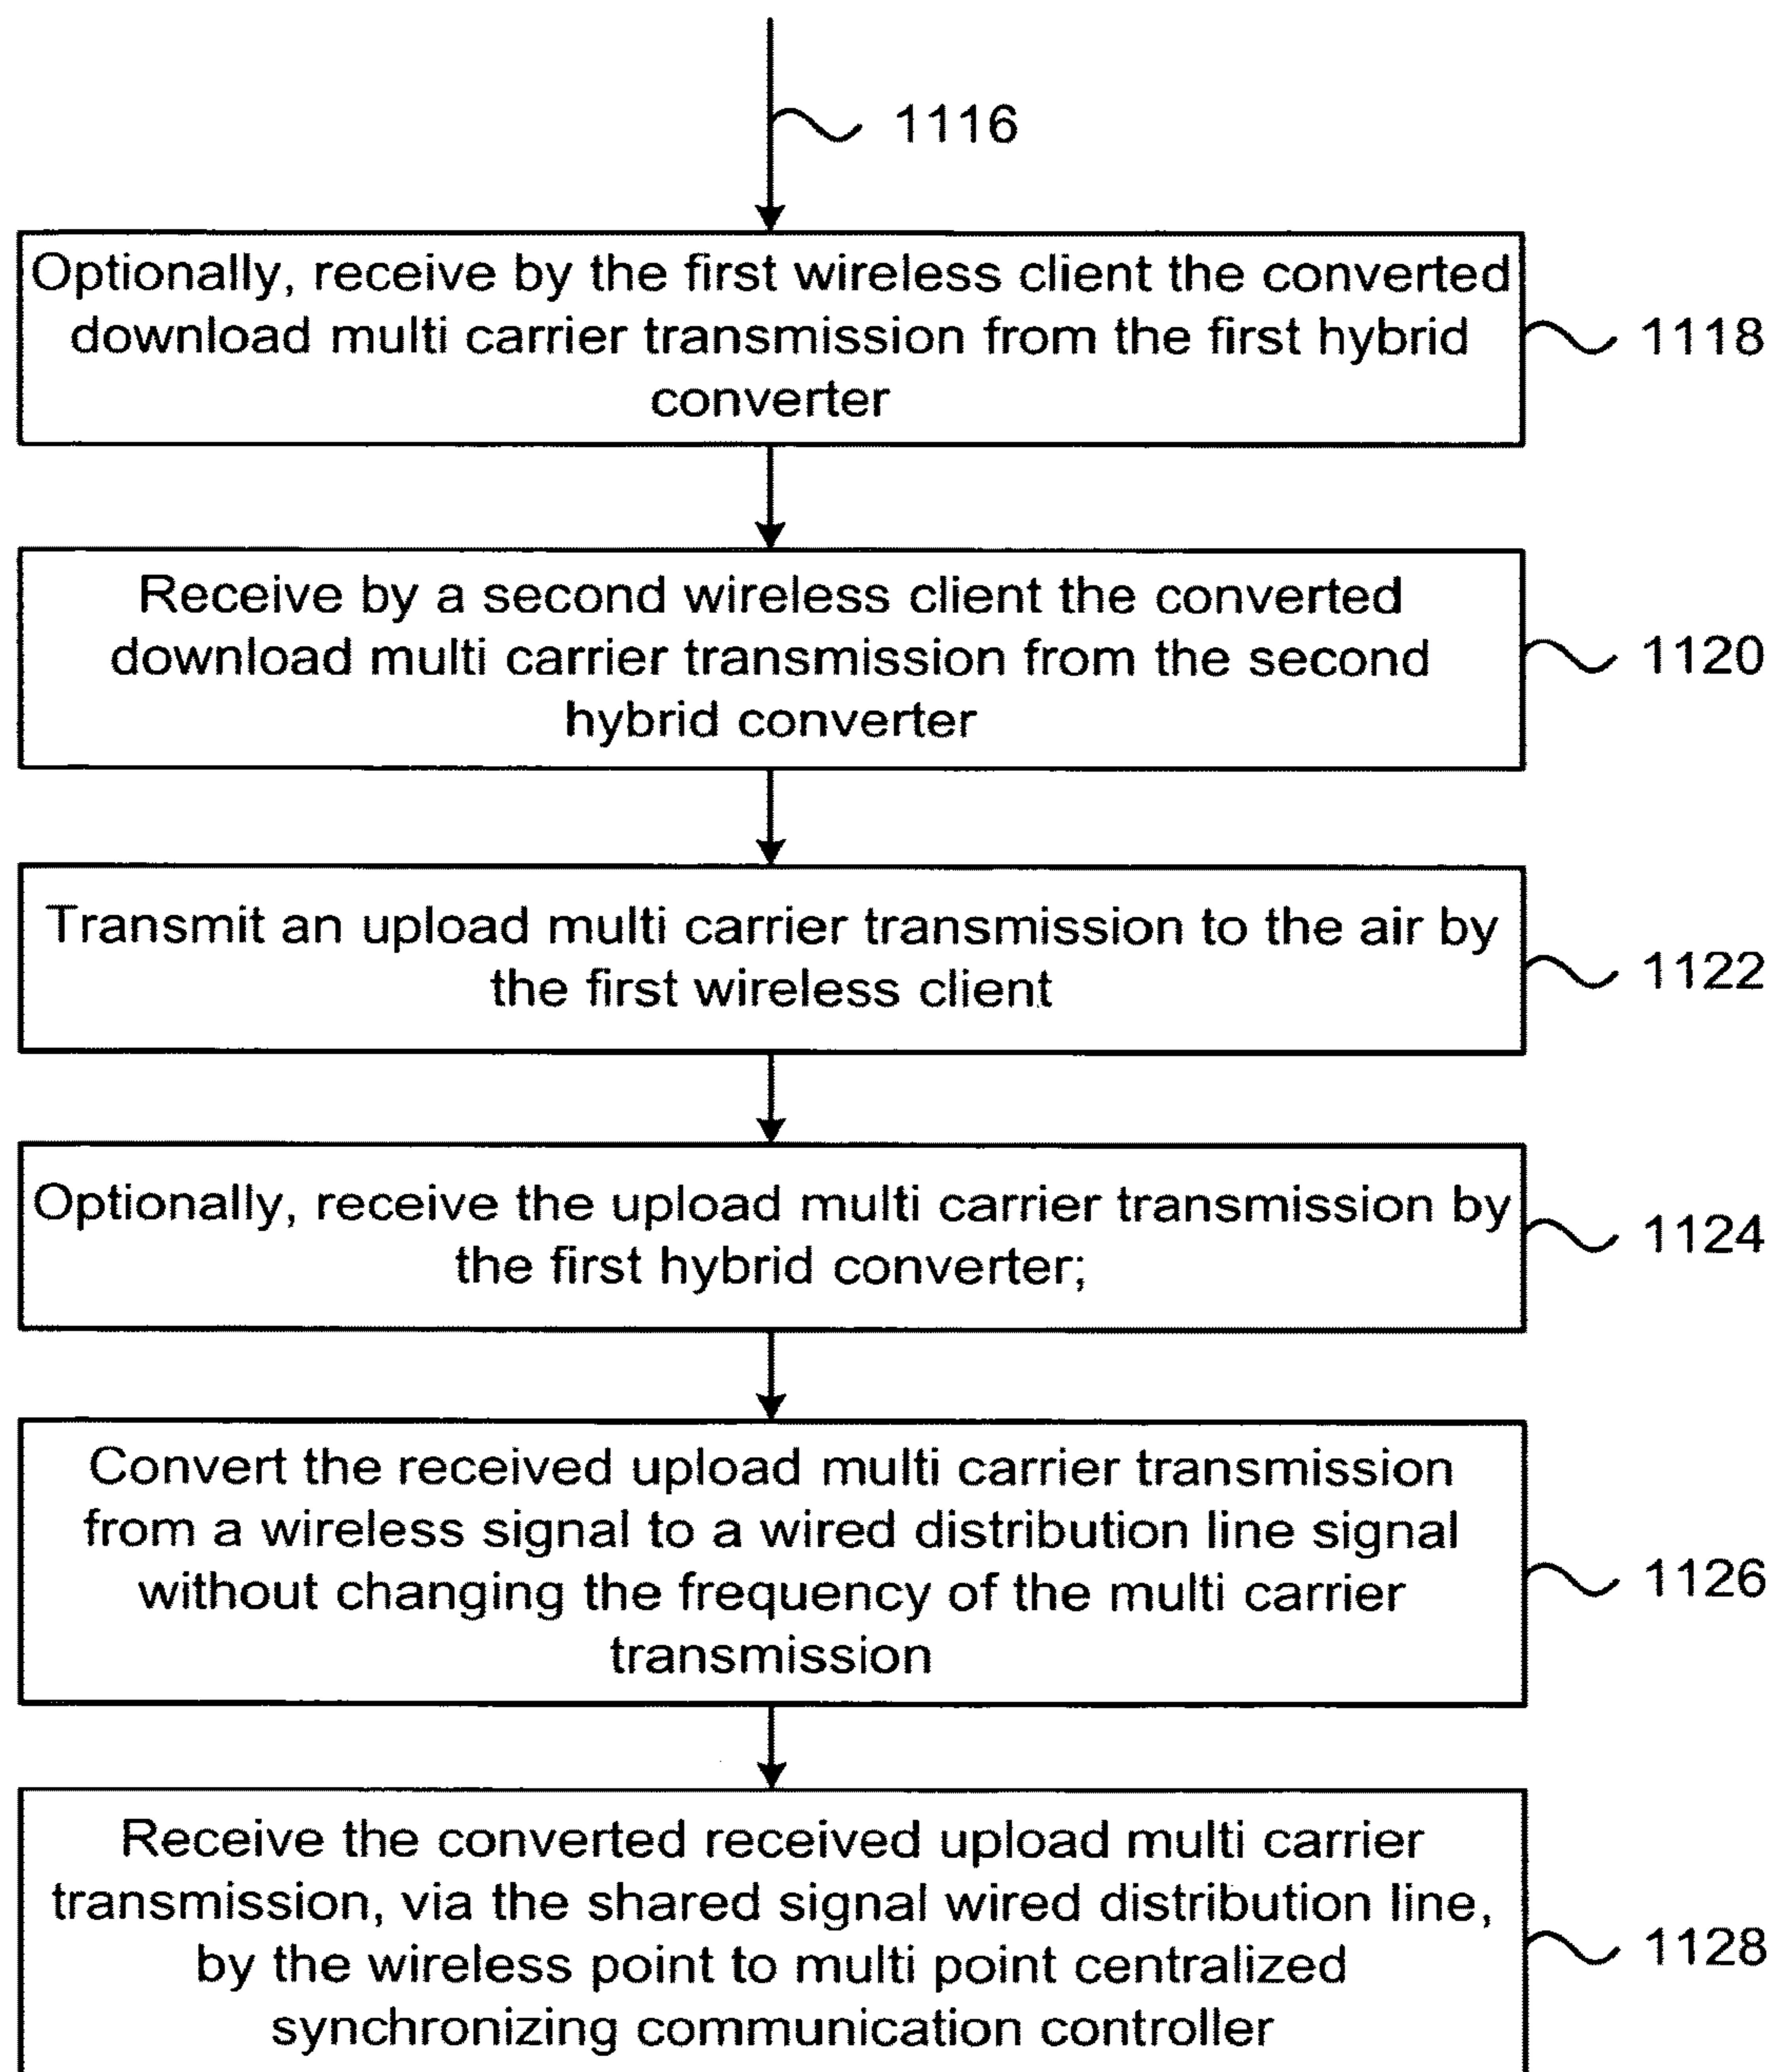 1116
Optionally, receive by the first wireless client the converted
download multi carrier transmission from the first hybrid
converter
1118
Receive by a second wireless client the converted
download multi carrier transmission from the second
hybrid converter
1120
Transmit an upload multi carrier transmission to the air by
the first wireless client
1122
Optionally, receive the upload multi carrier transmission by
the first hybrid converter;
1124
Convert the received upload multi carrier transmission
from a wireless signal to a wired distribution line signal
without changing the frequency of the multi carrier
transmission
1126
Receive the converted received upload multi carrier
transmission, via the shared signal wired distribution line,
by the wireless point to multi point centralized
synchronizing communication controller
1128